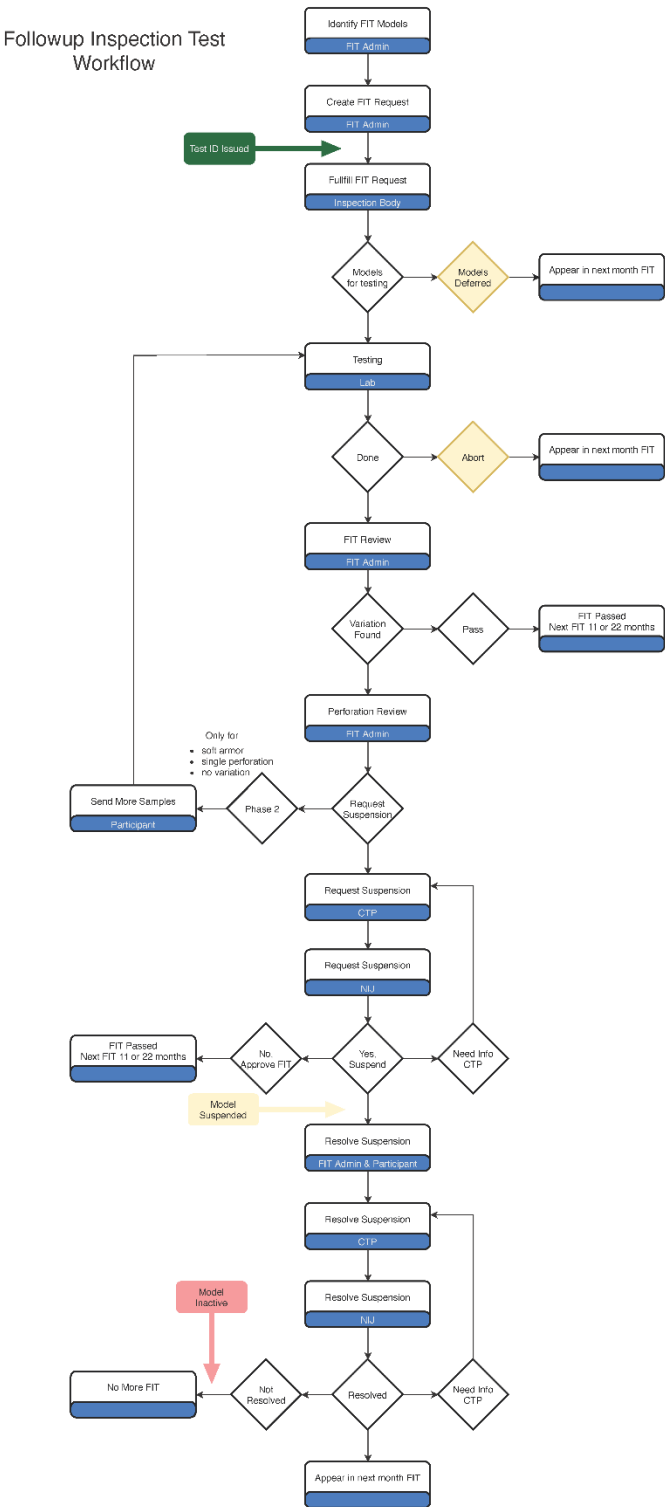 Followup Inspection Test
Workflow
Identify FIT Models
FIT Admin
Create FIT Request
FIT Admin
Test ID Issued
Fullfill FIT Request
Inspection Body
Models
for testing
Models
Deferred
Appear in next month FIT
Testing
Lab
Done
Abort
Appear in next month FIT
FIT Review
FIT Admin
Variation
Found
Pass
FIT Passed
Next FIT 11 or 22 months
Perforation Review
FIT Admin
Only for
• soft armor
• single perforation
• no variation
Send More Samples
Participant
Phase 2
Request
Suspension
Request Suspension
CTP
Request Suspension
NIJ
FIT Passed
Next FIT 11 or 22 months
No,
Approve FIT
Yes,
Suspend
Need Info
CTP
Model
Suspended
Resolve Suspension
FIT Admin & Participant
Resolve Suspension
CTP
Model
Inactive
Resolve Suspension
NIJ
No More FIT
Not
Resolved
Resolved
Need Info
CTP
Appear in next month FIT